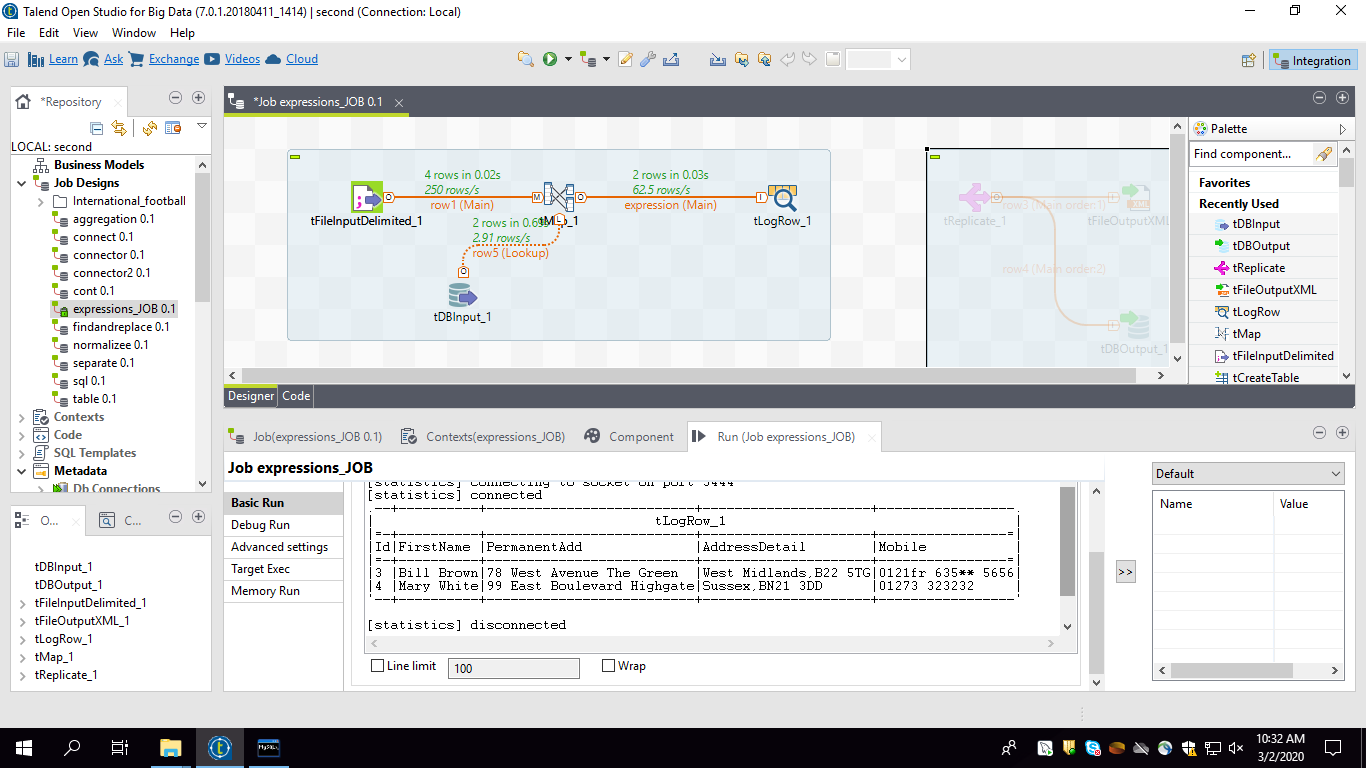 Talend Open Studio for Big Data (7.0.1.20180411_1414) | second (Connection: Local)
File Edit View Window Help
Learn Ask Exchange Videos Cloud
Integration
*Repository
LOCAL: second
Business Models
Job Designs
International_football
aggregation 0.1
connect 0.1
connector 0.1
connector2 0.1
cont 0.1
expressions_JOB 0.1
findandreplace 0.1
normalizee 0.1
separate 0.1
sql 0.1
table 0.1
Contexts
Code
SQL Templates
Metadata
Db Connections
*Job expressions_JOB 0.1
4 rows in 0.02s
250 rows/s
row1 (Main)
2 rows in 0.03s
62.5 rows/s
expression (Main)
tFileInputDelimited_1
tLogRow_1
2.91 rows/s
row5 (Lookup)
tDBInput_1
tReplicate_1
row3 (Main order:1)
tFileOutputXML
row4 (Main order:2)
tDBOutput_1
Designer Code
Palette
Find component...
Favorites
Recently Used
tDBInput
tDBOutput
tReplicate
tFileOutputXML
tLogRow
tMap
tFileInputDelimited
tCreateTable
O... C...
tDBInput_1
tDBOutput_1
tFileInputDelimited_1
tFileOutputXML_1
tLogRow_1
tMap_1
tReplicate_1
Job(expressions_JOB 0.1) Contexts(expressions_JOB) Component Run (Job expressions_JOB)
Job expressions_JOB
Basic Run
Debug Run
Advanced settings
Target Exec
Memory Run
[statistics] connecting to socket on port 3444
[statistics] connected
tLogRow_1
Id|FirstName |PermanentAdd |AddressDetail |Mobile
3 |Bill Brown|78 West Avenue The Green |West Midlands,B22 5TG|0121fr 635** 5656|
4 |Mary White|99 East Boulevard Highgate|Sussex,BN21 3DD |01273 323232 |
[statistics] disconnected
Line limit 100 Wrap
>>
Default
Name Value
10:32 AM
3/2/2020